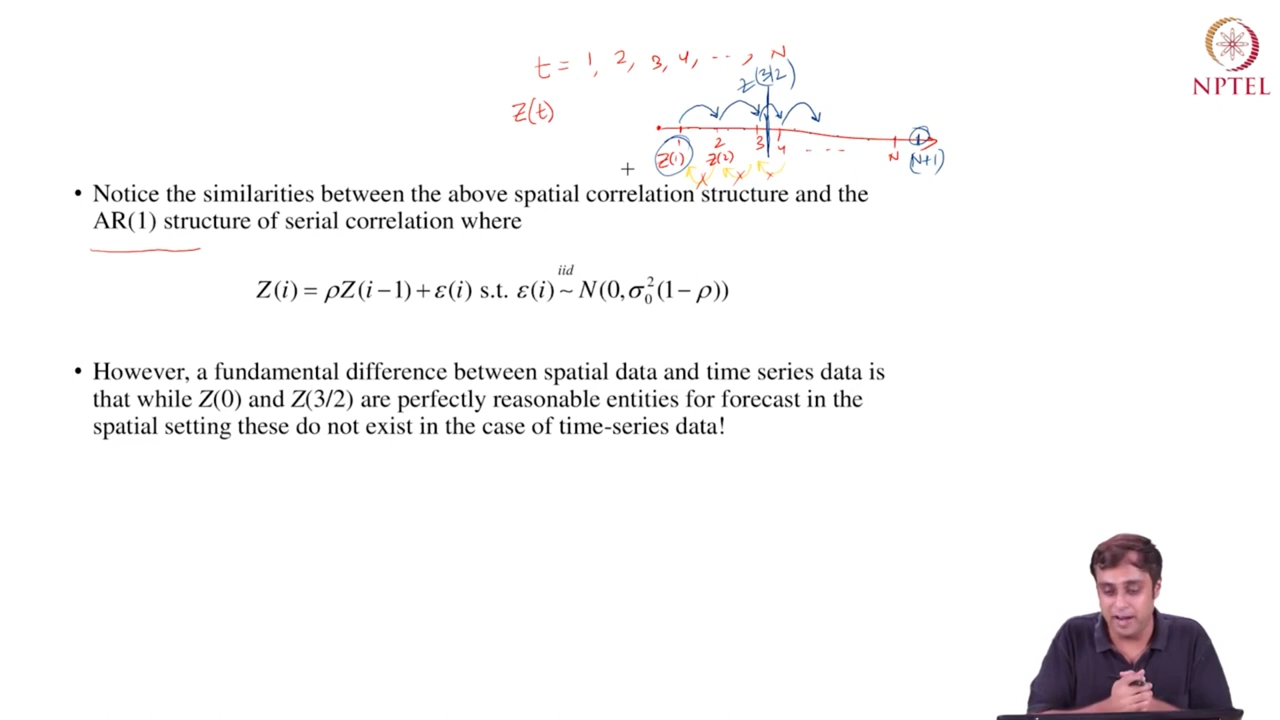 t = 1, 2, 3, 4, ..., N
NPTEL
Z(3/2)
Z(t)
1 2 3 4 ... N (N+1)
Z(1) Z(2)
• Notice the similarities between the above spatial correlation structure and the
AR(1) structure of serial correlation where
Z(i) = ρZ(i−1) + ε(i) s.t. ε(i) iid ~ N(0, σ₀²(1−ρ))
• However, a fundamental difference between spatial data and time series data is
that while Z(0) and Z(3/2) are perfectly reasonable entities for forecast in the
spatial setting these do not exist in the case of time-series data!